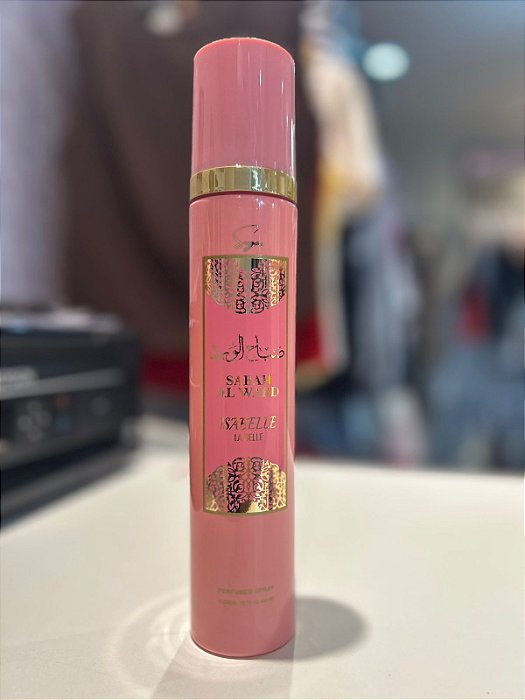 صباح الورد
SABAH
AL WARD
ISABELLE
LA BELLE
PERFUMED SPRAY